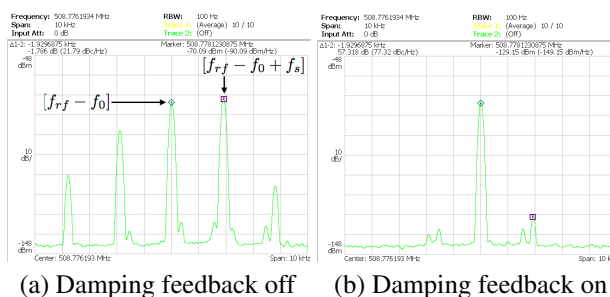 Frequency: 508.7761934 MHz
Span: 10 kHz
Input Att: 0 dB
RBW: 100 Hz
Trace 1: (Average) 10 / 10
Trace 2: (Off)
Δ1-2: -1.9296875 kHz
-1.786 dB (21.79 dBc/Hz)
Marker: 508.7781230875 MHz
-70.09 dBm (-90.09 dBm/Hz)
-48
dBm
[f_rf − f_0 + f_s]
[f_rf − f_0]
10
dB/
-148
dBm
Center: 508.776193 MHz
Span: 10 kHz
(a) Damping feedback off
Frequency: 508.7761934 MHz
Span: 10 kHz
Input Att: 0 dB
RBW: 100 Hz
Trace 1: (Average) 10 / 10
Trace 2: (Off)
Δ1-2: -1.9296875 kHz
57.318 dB (77.32 dBc/Hz)
Marker: 508.7781230875 MHz
-129.15 dBm (-149.15 dBm/Hz)
-48
dBm
10
dB/
-148
dBm
Center: 508.776193 MHz
Span: 10 kHz
(b) Damping feedback on